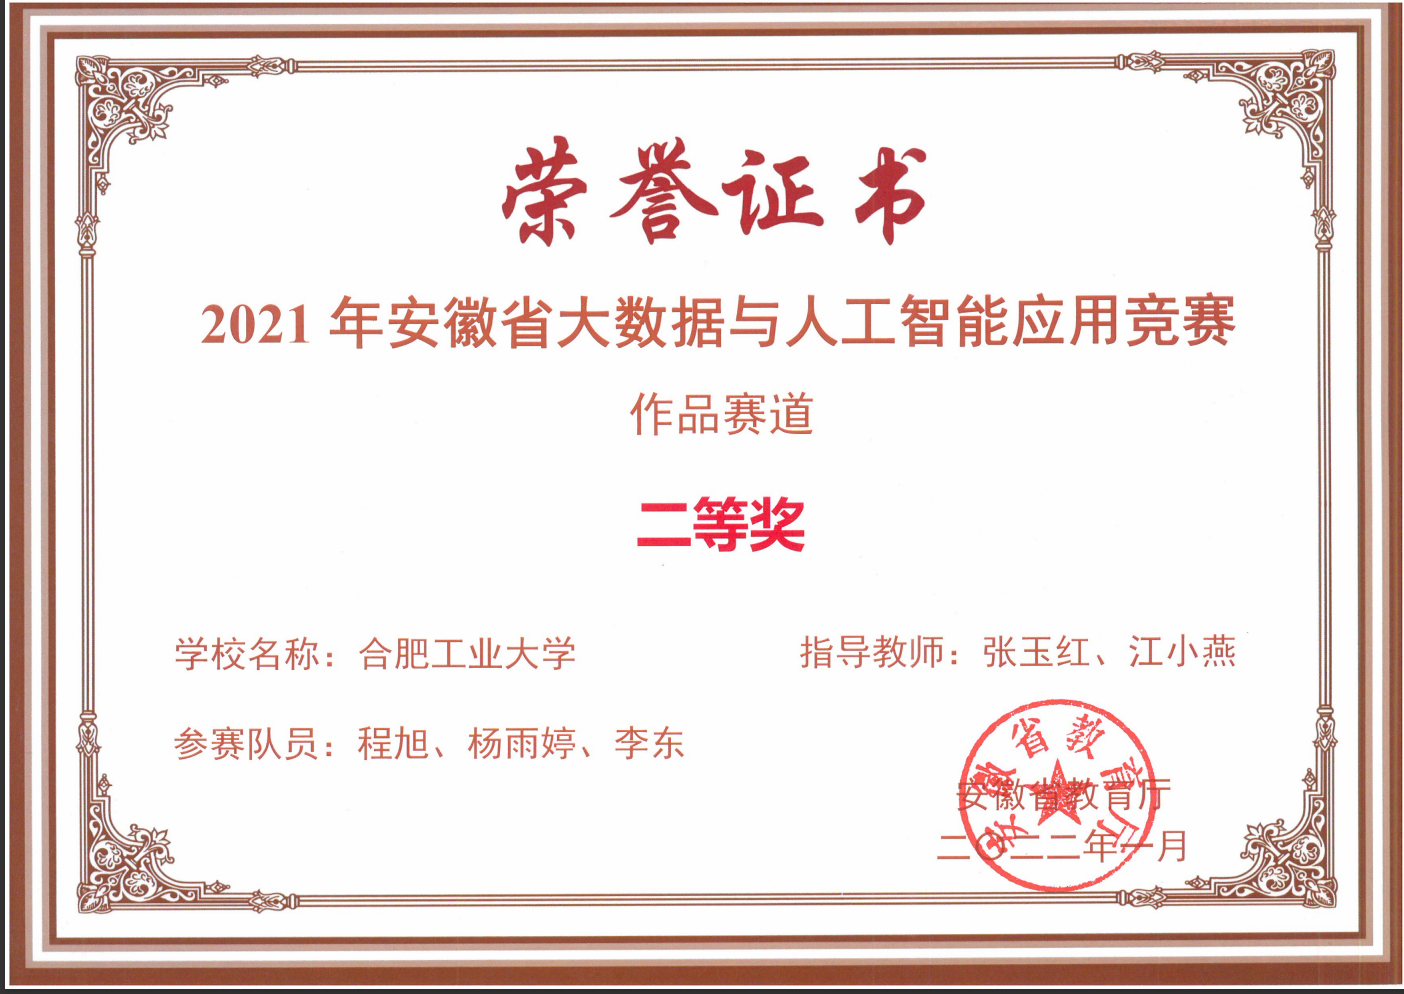 荣誉证书
2021 年安徽省大数据与人工智能应用竞赛
作品赛道
二等奖
学校名称：合肥工业大学
指导教师：张玉红、江小燕
参赛队员：程旭、杨雨婷、李东
安徽省教育厅
安徽省教育厅
二〇二二年一月